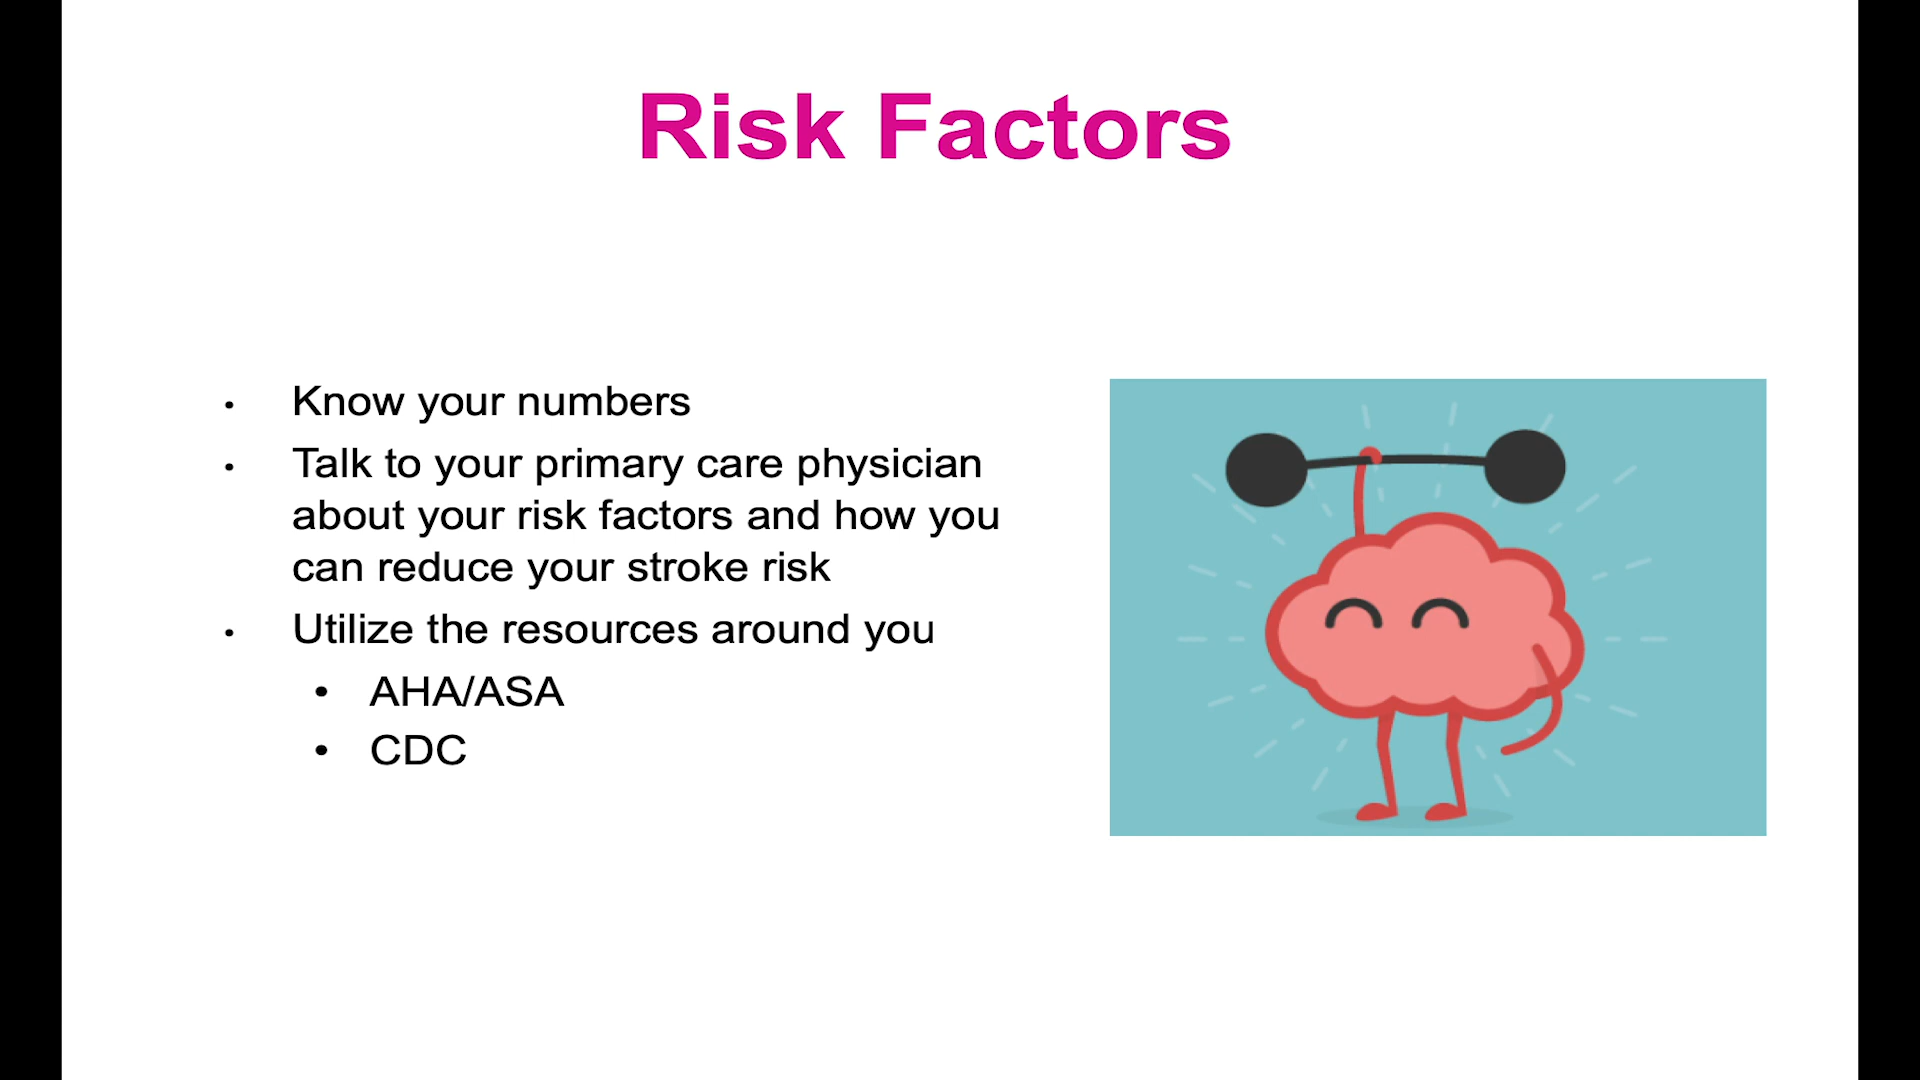 Risk Factors
• Know your numbers
• Talk to your primary care physician
about your risk factors and how you
can reduce your stroke risk
• Utilize the resources around you
• AHA/ASA
• CDC